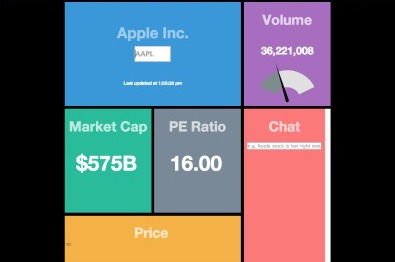 Apple Inc.
AAPL
Last updated at 1:26:38 pm
Volume
36,221,008
Market Cap
$575B
PE Ratio
16.00
Chat
e.g. Apple stock is hot right now
Price